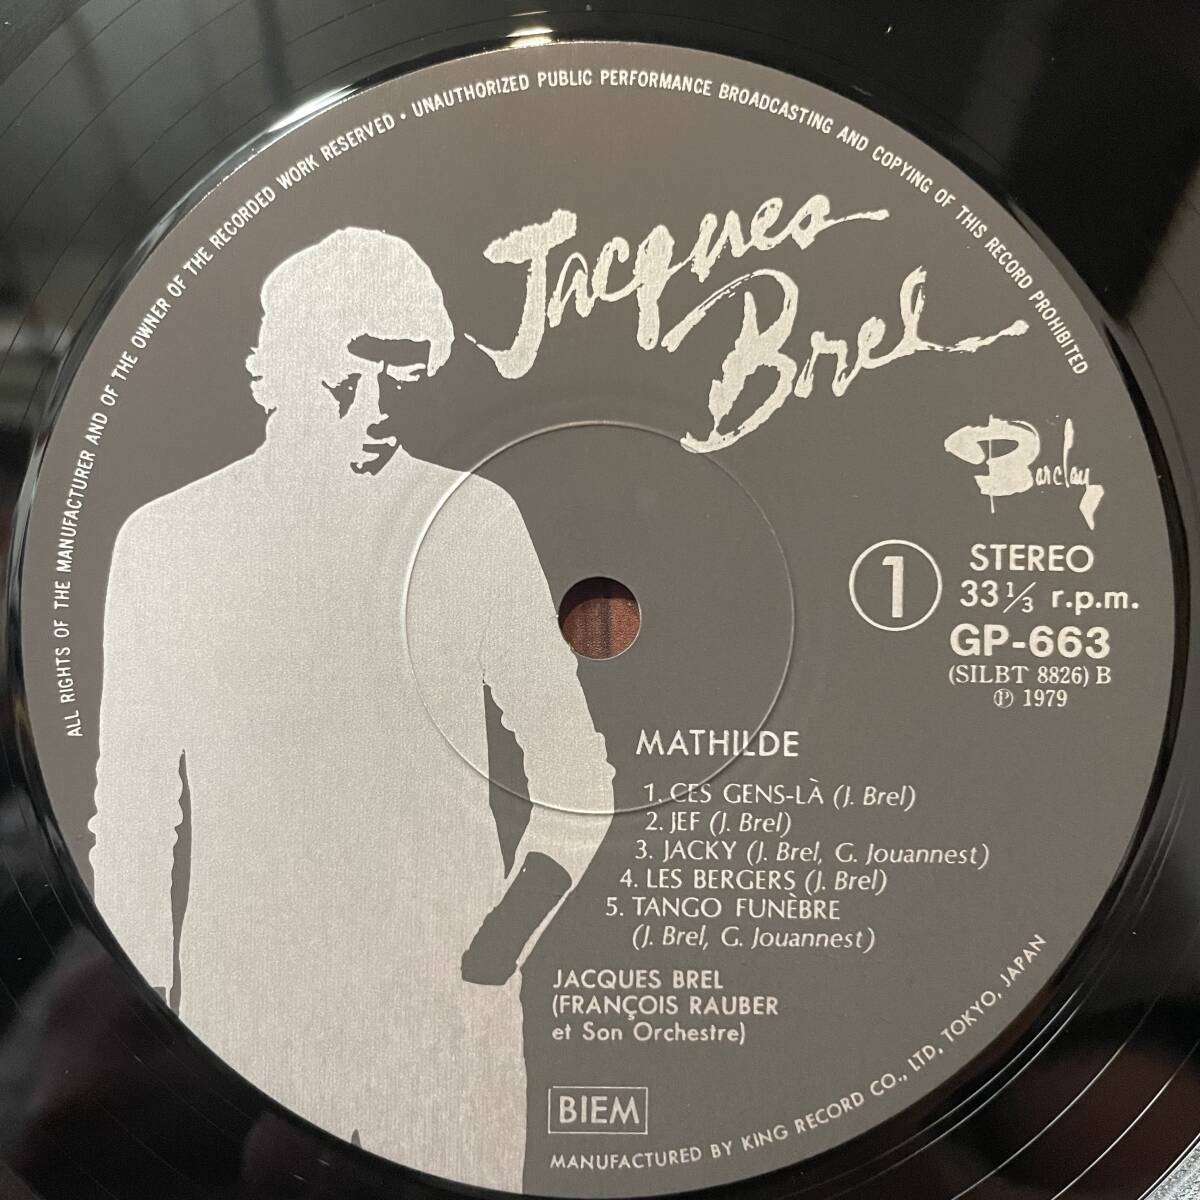 ALL RIGHTS OF THE MANUFACTURER AND OF THE OWNER OF THE RECORDED WORK RESERVED • UNAUTHORIZED PUBLIC PERFORMANCE BROADCASTING AND COPYING OF THIS RECORD PROHIBITED
Jacques
Brel
Barclay
1
STEREO
33 1/3 r.p.m.
GP-663
(SILBT 8826) B
℗ 1979
MATHILDE
1. CES GENS-LÀ (J. Brel)
2. JEF (J. Brel)
3. JACKY (J. Brel, G. Jouannest)
4. LES BERGERS (J. Brel)
5. TANGO FUNÈBRE
(J. Brel, G. Jouannest)
JACQUES BREL
(FRANÇOIS RAUBER
et Son Orchestre)
BIEM
MANUFACTURED BY KING RECORD CO., LTD, TOKYO, JAPAN